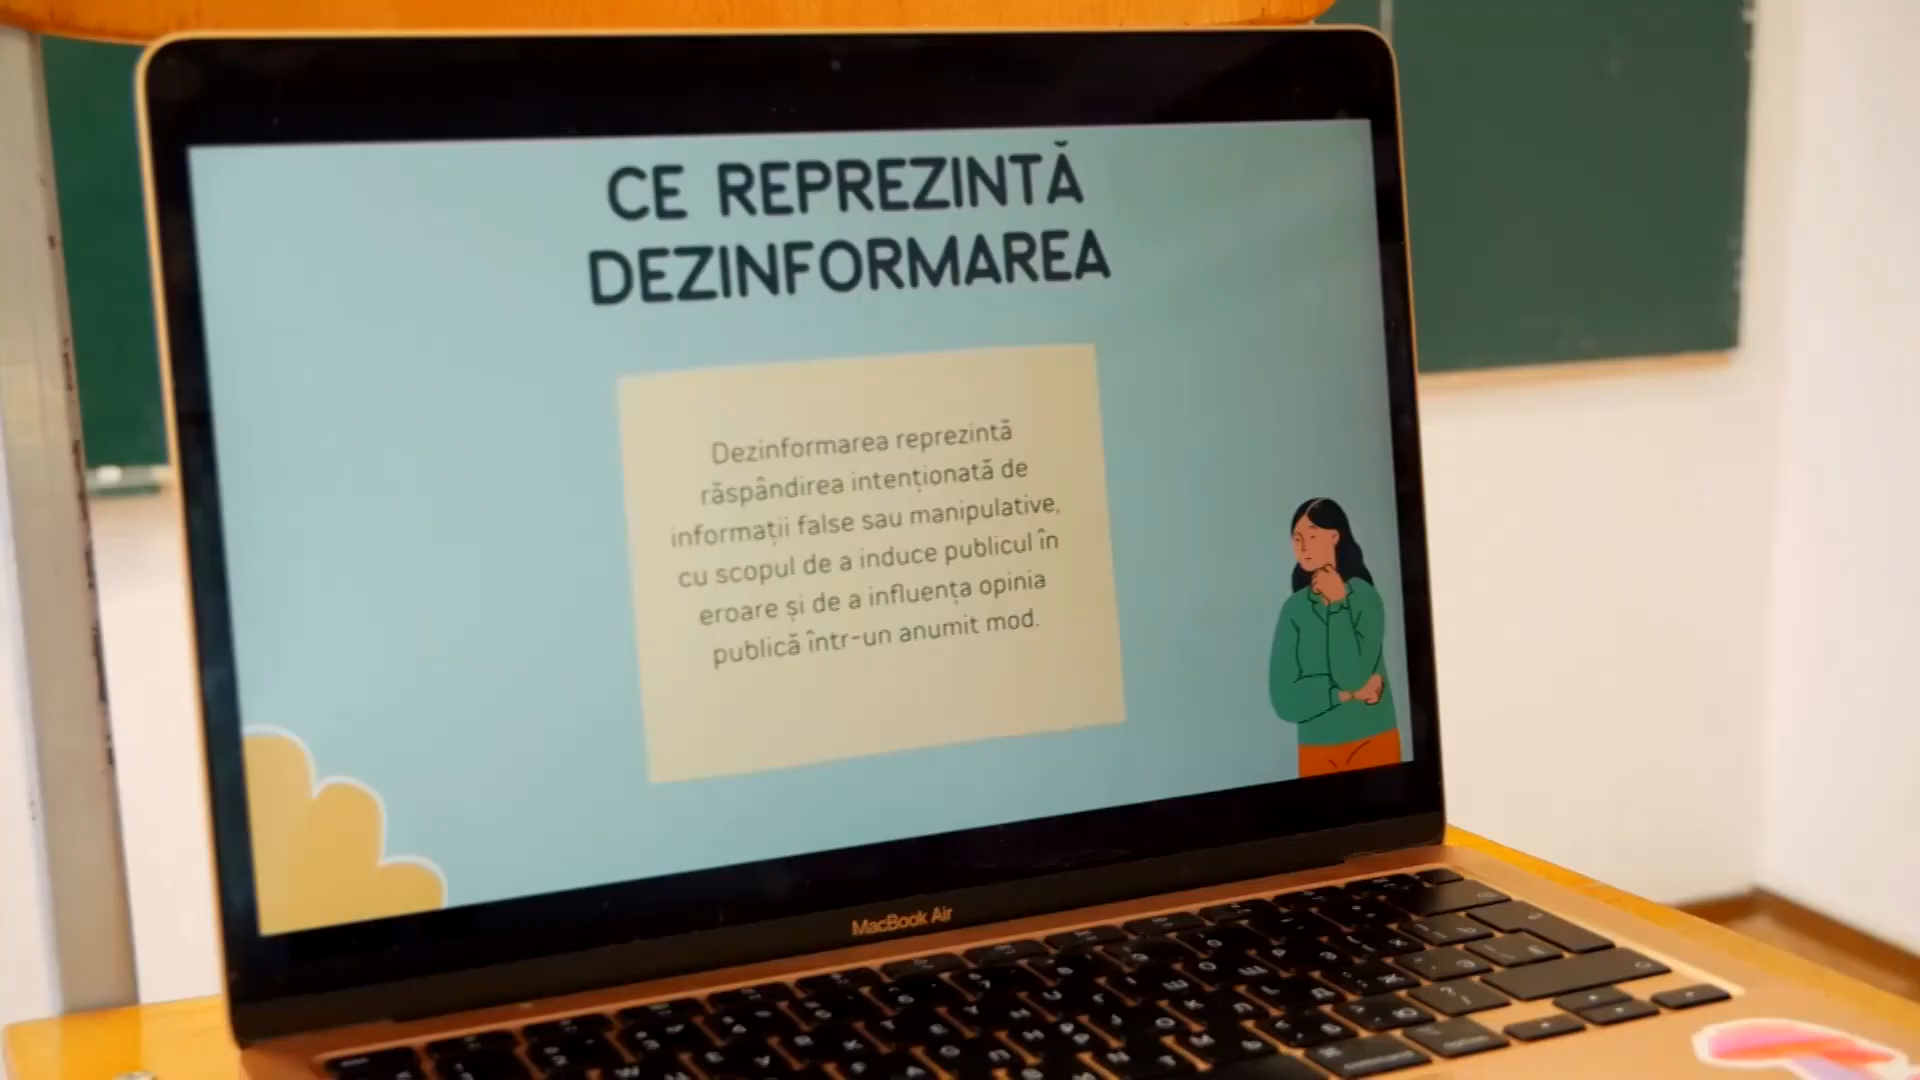 CE REPREZINTĂ
DEZINFORMAREA
Dezinformarea reprezintă
răspândirea intenționată de
informații false sau manipulative,
cu scopul de a induce publicul în
eroare și de a influența opinia
publică într-un anumit mod.
MacBook Air